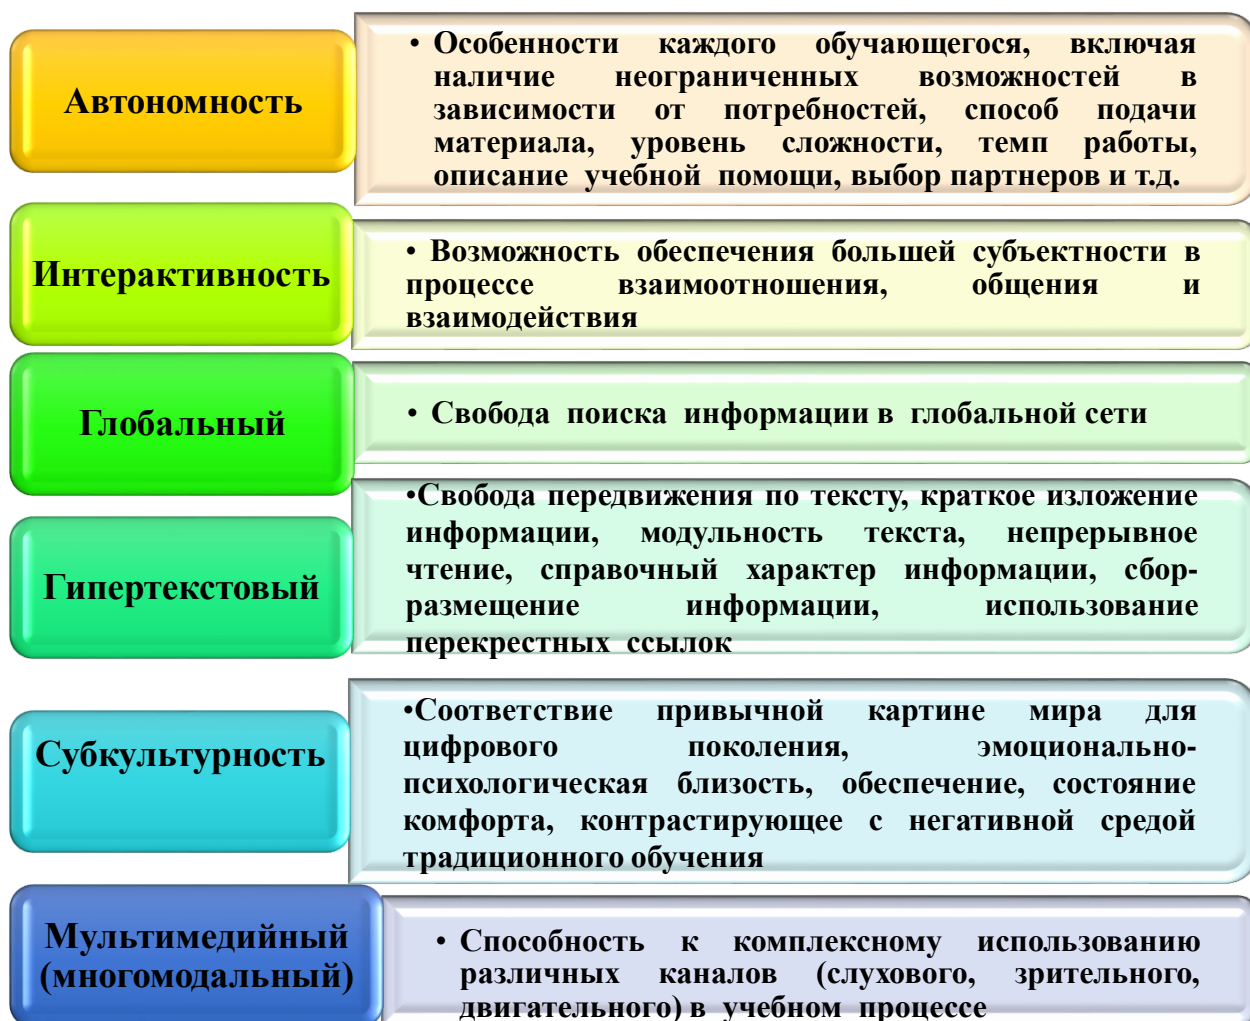 Автономность
• Особенности каждого обучающегося, включая
наличие неограниченных возможностей в
зависимости от потребностей, способ подачи
материала, уровень сложности, темп работы,
описание учебной помощи, выбор партнеров и т.д.
Интерактивность
• Возможность обеспечения большей субъектности в
процессе взаимоотношения, общения и
взаимодействия
Глобальный
• Свобода поиска информации в глобальной сети
Гипертекстовый
•Свобода передвижения по тексту, краткое изложение
информации, модульность текста, непрерывное
чтение, справочный характер информации, сбор-
размещение информации, использование
перекрестных ссылок
Субкультурность
•Соответствие привычной картине мира для
цифрового поколения, эмоционально-
психологическая близость, обеспечение, состояние
комфорта, контрастирующее с негативной средой
традиционного обучения
Мультимедийный
(многомодальный)
• Способность к комплексному использованию
различных каналов (слухового, зрительного,
двигательного) в учебном процессе